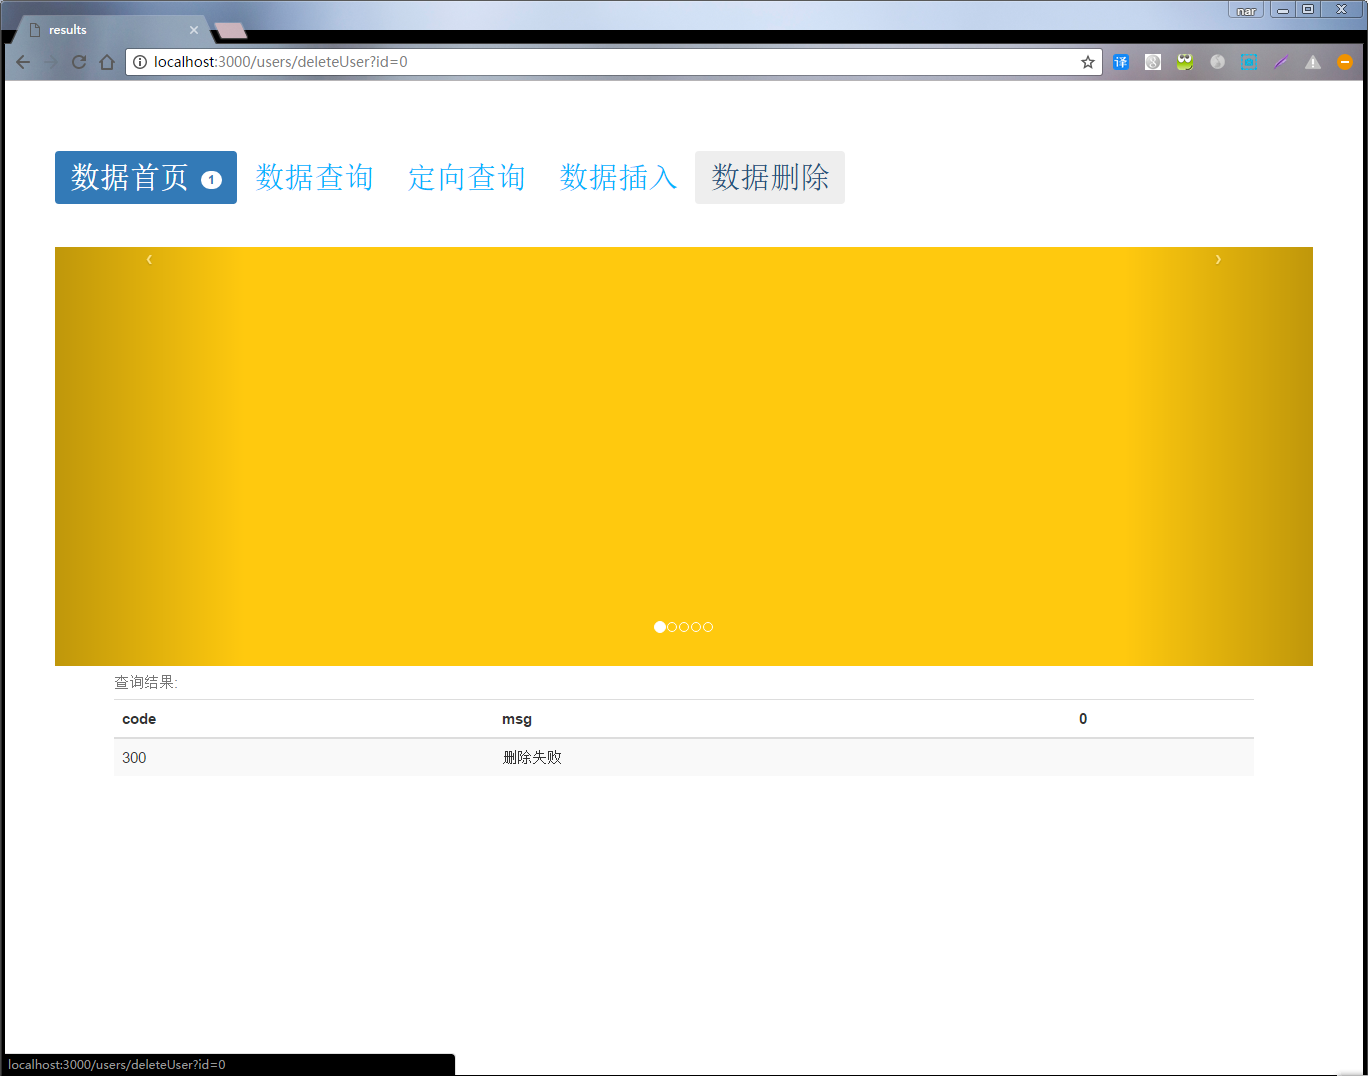 nar
results
localhost:3000/users/deleteUser?id=0
译
数据首页 1 数据查询 定向查询 数据插入 数据删除
‹ ›
查询结果:
code msg 0
300 删除失败
localhost:3000/users/deleteUser?id=0